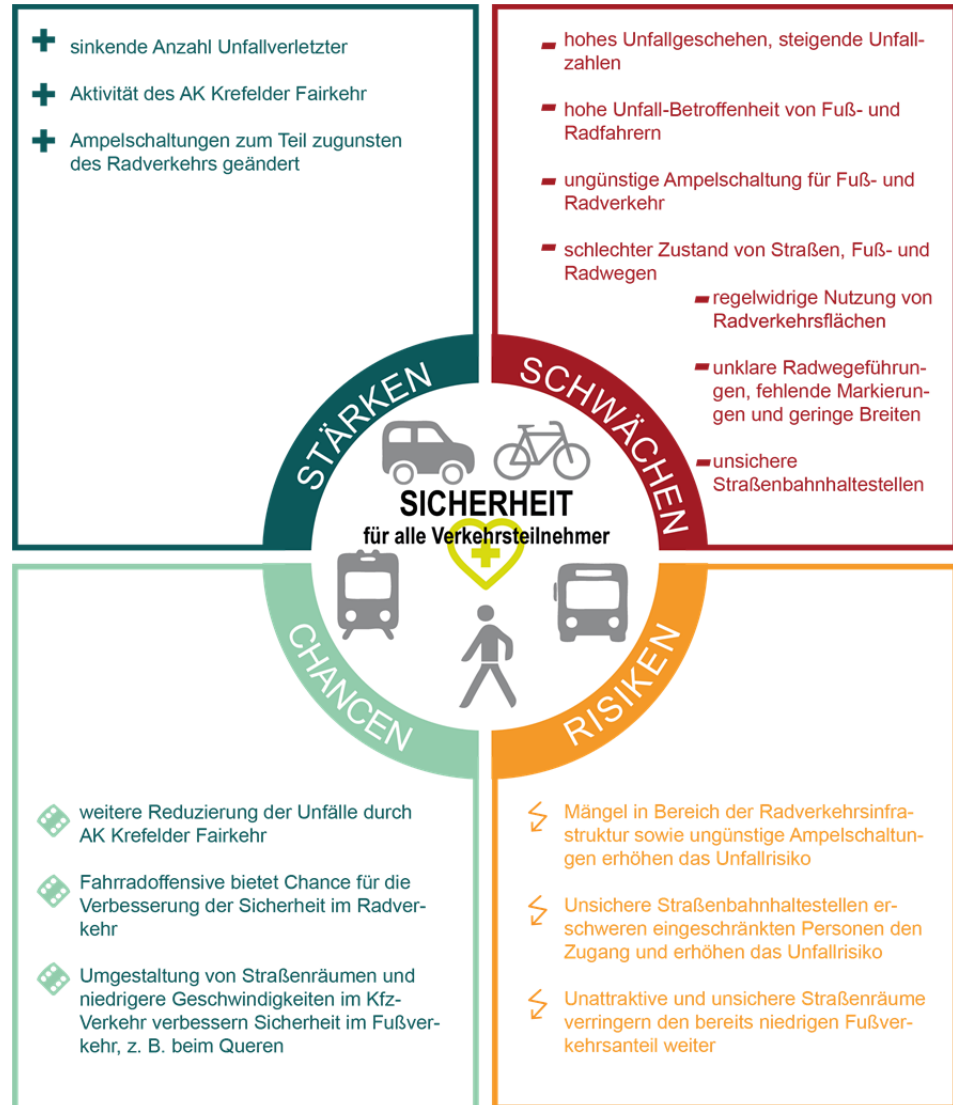 sinkende Anzahl Unfallverletzter
Aktivität des AK Krefelder Fairkehr
Ampelschaltungen zum Teil zugunsten
des Radverkehrs geändert
hohes Unfallgeschehen, steigende Unfall-
zahlen
hohe Unfall-Betroffenheit von Fuß- und
Radfahrern
ungünstige Ampelschaltung für Fuß- und
Radverkehr
schlechter Zustand von Straßen, Fuß- und
Radwegen
regelwidrige Nutzung von
Radverkehrsflächen
unklare Radwegeführun-
gen, fehlende Markierun-
gen und geringe Breiten
unsichere
Straßenbahnhaltestellen
STÄRKEN
SCHWÄCHEN
SICHERHEIT
für alle Verkehrsteilnehmer
CHANCEN
RISIKEN
weitere Reduzierung der Unfälle durch
AK Krefelder Fairkehr
Fahrradoffensive bietet Chance für die
Verbesserung der Sicherheit im Radver-
kehr
Umgestaltung von Straßenräumen und
niedrigere Geschwindigkeiten im Kfz-
Verkehr verbessern Sicherheit im Fußver-
kehr, z. B. beim Queren
Mängel in Bereich der Radverkehrsinfra-
struktur sowie ungünstige Ampelschaltun-
gen erhöhen das Unfallrisiko
Unsichere Straßenbahnhaltestellen er-
schweren eingeschränkten Personen den
Zugang und erhöhen das Unfallrisiko
Unattraktive und unsichere Straßenräume
verringern den bereits niedrigen Fußver-
kehrsanteil weiter